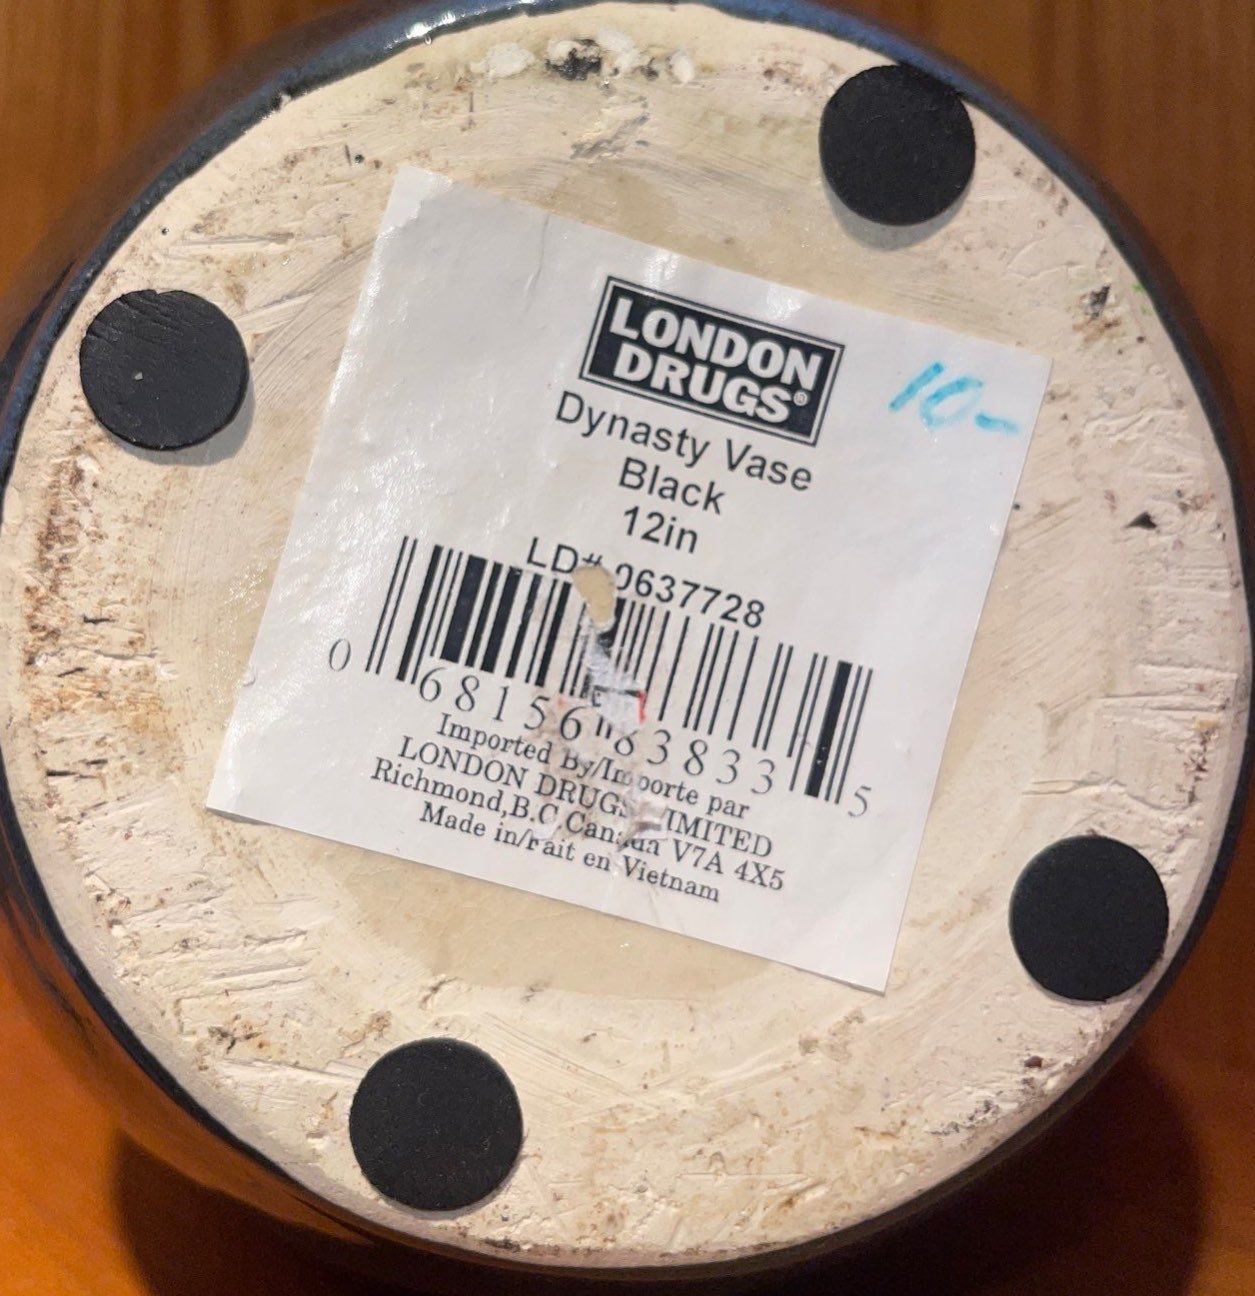 LONDON
DRUGS®
10-
Dynasty Vase
Black
12in
LD# 0637728
0 68156 83833 5
Imported By/Importe par
LONDON DRUGS LIMITED
Richmond,B.C Canada V7A 4X5
Made in/Fait en Vietnam